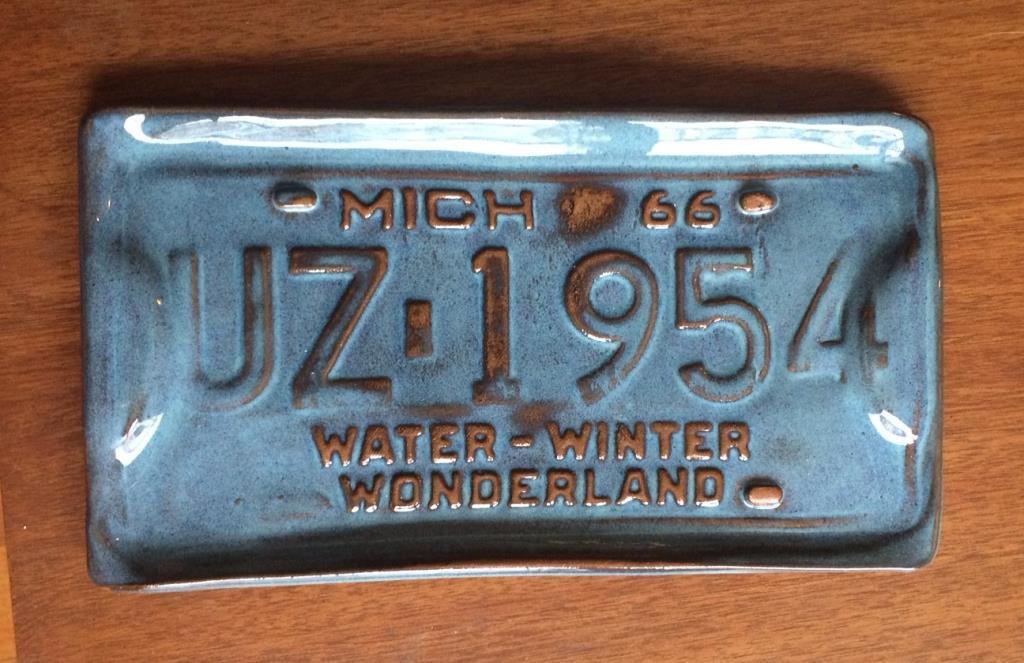 MICH 66
UZ·1954
WATER - WINTER
WONDERLAND